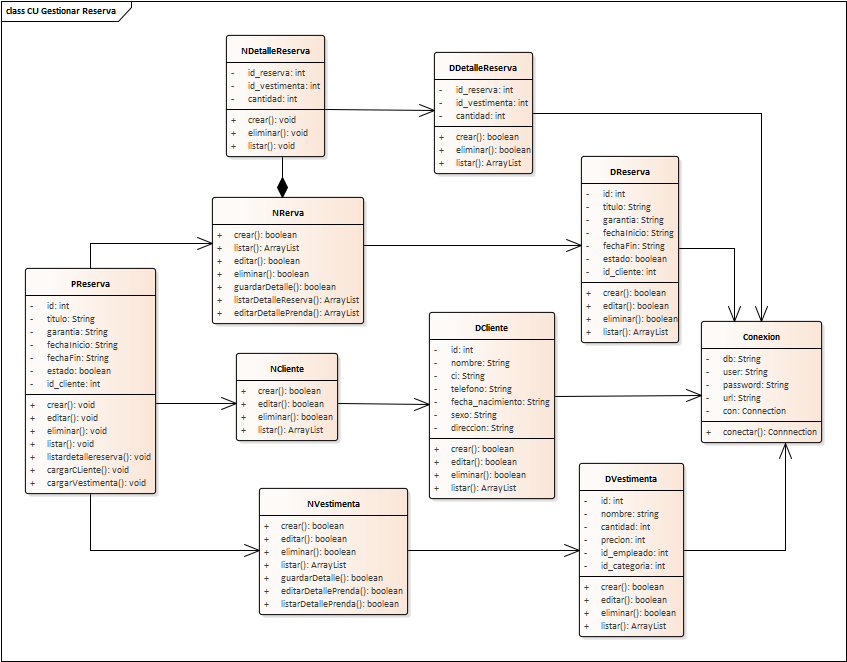 class CU Gestionar Reserva
NDetalleReserva
- id_reserva: int
- id_vestimenta: int
- cantidad: int
+ crear(): void
+ eliminar(): void
+ listar(): void
DDetalleReserva
- id_reserva: int
- id_vestimenta: int
- cantidad: int
+ crear(): boolean
+ eliminar(): boolean
+ listar(): ArrayList
DReserva
- id: int
- titulo: String
- garantia: String
- fechaInicio: String
- fechaFin: String
- estado: boolean
- id_cliente: int
+ crear(): boolean
+ editar(): boolean
+ eliminar(): boolean
+ listar(): ArrayList
NRerva
+ crear(): boolean
+ listar(): ArrayList
+ editar(): boolean
+ eliminar(): boolean
+ guardarDetalle(): boolean
+ listarDetalleReserva(): ArrayList
+ editarDetallePrenda(): ArrayList
PReserva
- id: int
- titulo: String
- garantia: String
- fechaInicio: String
- fechaFin: String
- estado: boolean
- id_cliente: int
+ crear(): void
+ editar(): void
+ eliminar(): void
+ listar(): void
+ listardetallereserva(): void
+ cargarCLiente(): void
+ cargarVestimenta(): void
DCliente
- id: int
- nombre: String
- ci: String
- telefono: String
- fecha_nacimiento: String
- sexo: String
- direccion: String
+ crear(): boolean
+ editar(): boolean
+ eliminar(): boolean
+ listar(): ArrayList
Conexion
- db: String
- user: String
- password: String
- url: String
- con: Connection
+ conectar(): Connnection
NCliente
+ crear(): boolean
+ editar(): boolean
+ eliminar(): boolean
+ listar(): ArrayList
DVestimenta
- id: int
- nombre: string
- cantidad: int
- precion: int
- id_empleado: int
- id_categoria: int
+ crear(): boolean
+ editar(): boolean
+ eliminar(): boolean
+ listar(): ArrayList
NVestimenta
+ crear(): boolean
+ editar(): boolean
+ eliminar(): boolean
+ listar(): ArrayList
+ guardarDetalle(): boolean
+ editarDetallePrenda(): boolean
+ listarDetallePrenda(): boolean